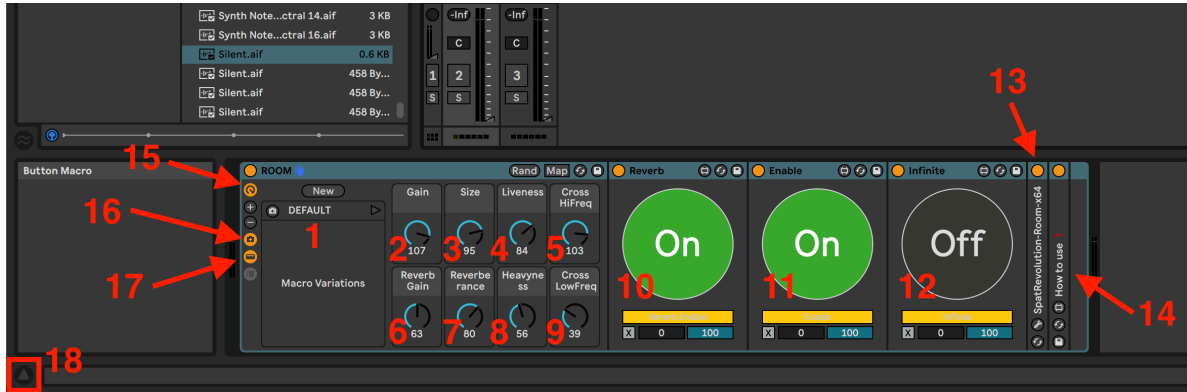 Synth Note...ctral 14.aif 3 KB
Synth Note...ctral 16.aif 3 KB
Silent.aif 0.6 KB
Silent.aif 458 By...
Silent.aif 458 By...
Silent.aif 458 By...
-Inf -Inf
C C
1 2 3
S S S
13
15
16
17
18
14
Button Macro
ROOM Rand Map
New
DEFAULT
1
Macro Variations
Gain Size Liveness Cross HiFreq
2 3 4 5
107 95 84 103
Reverb Gain Reverbe rance Heavyne ss Cross LowFreq
6 7 8 9
63 80 56 39
Reverb
On
10
Reverb Enable
X 0 100
Enable
On
11
Enable
X 0 100
Infinite
Off
12
Infinite
X 0 100
SpatRevolution-Room-x64
How to use !